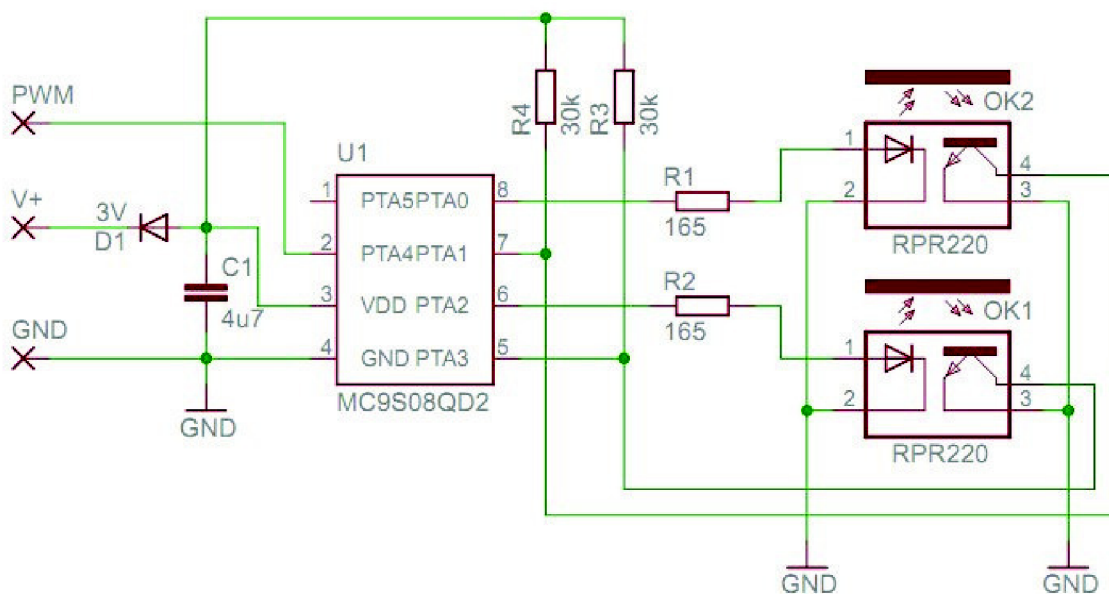 PWM
V+
3V
D1
C1
4u7
GND
GND
U1
1
2
3
4
PTA5PTA0
PTA4PTA1
VDD PTA2
GND PTA3
8
7
6
5
MC9S08QD2
R4
30k
R3
30k
R1
165
R2
165
OK2
1
2
4
3
RPR220
OK1
1
2
4
3
RPR220
GND
GND